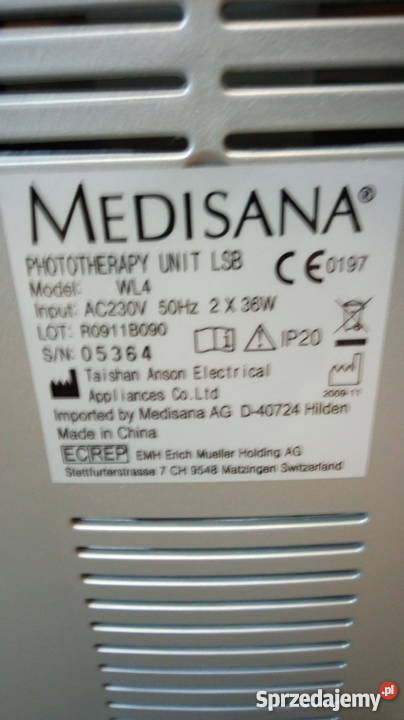 MEDISANA®
PHOTOTHERAPY UNIT LSB
CE 0197
Model: WL4
Input: AC230V 50Hz 2 X 36W
LOT: R0911B090
IP20
S/N: 05364
Taishan Anson Electrical
Appliances Co.Ltd
2009-11
Imported by Medisana AG D-40724 Hilden
Made in China
EC REP EMH Erich Mueller Holding AG
Stettfurterstrasse 7 CH 9548 Matzingen Switzerland
Sprzedajemy.pl